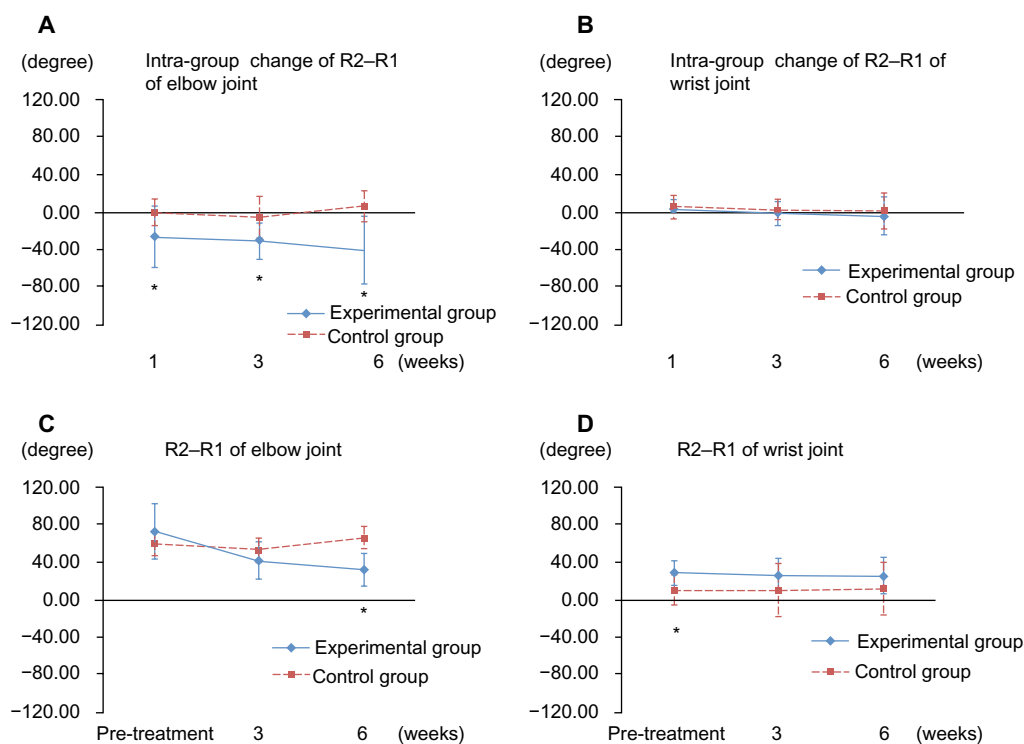 A
(degree)
Intra-group change of R2–R1
of elbow joint
120.00
80.00
40.00
0.00
−40.00
−80.00
−120.00
*
*
*
Experimental group
Control group
1
3
6
(weeks)
B
(degree)
Intra-group change of R2–R1 of
wrist joint
120.00
80.00
40.00
0.00
−40.00
−80.00
−120.00
Experimental group
Control group
1
3
6
(weeks)
C
(degree)
R2–R1 of elbow joint
120.00
80.00
40.00
0.00
−40.00
−80.00
−120.00
*
Experimental group
Control group
Pre-treatment
3
6
(weeks)
D
(degree)
R2–R1 of wrist joint
120.00
80.00
40.00
0.00
−40.00
−80.00
−120.00
*
Experimental group
Control group
Pre-treatment
3
6
(weeks)